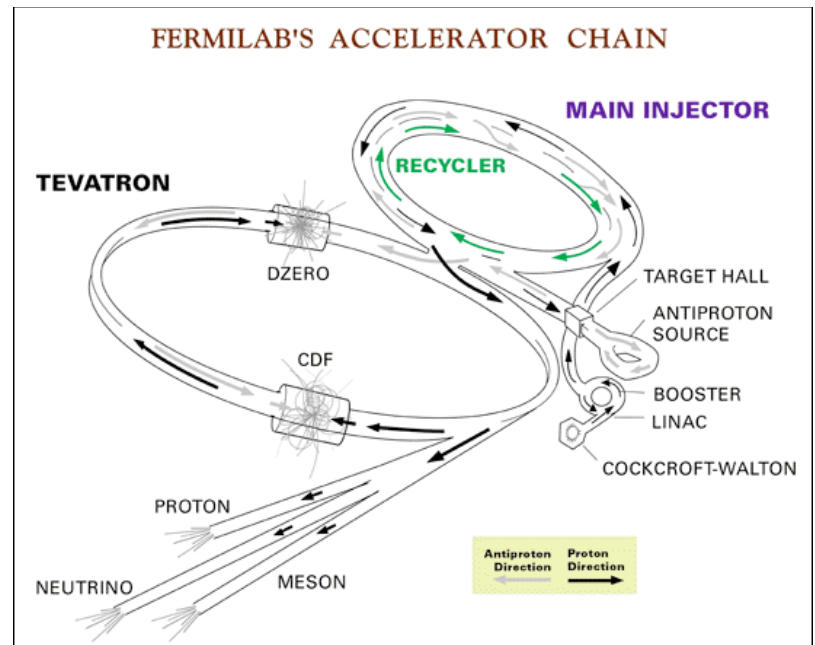 FERMILAB'S ACCELERATOR CHAIN
MAIN INJECTOR
RECYCLER
TEVATRON
DZERO
TARGET HALL
ANTIPROTON
SOURCE
CDF
BOOSTER
LINAC
COCKCROFT-WALTON
PROTON
NEUTRINO
MESON
Antiproton Proton
Direction Direction